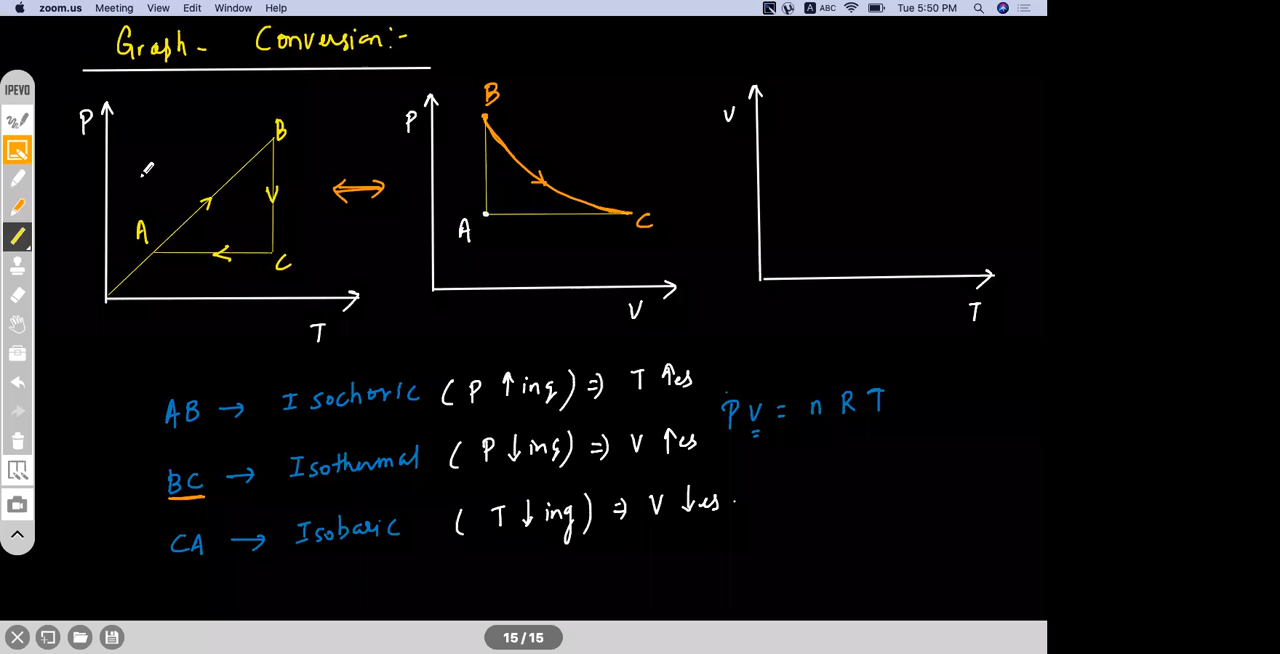 zoom.us Meeting View Edit Window Help
A ABC Tue 5:50 PM
IPEVO
Graph - Conversion :-
P
B
A
C
T
P
B
A
C
V
V
T
AB → Isochoric ( P ↑ ing ) ⇒ T ↑es
PV = n R T
BC → Isothermal ( P ↓ ing ) ⇒ V ↑es
CA → Isobaric ( T ↓ ing ) ⇒ V ↓es .
15 / 15